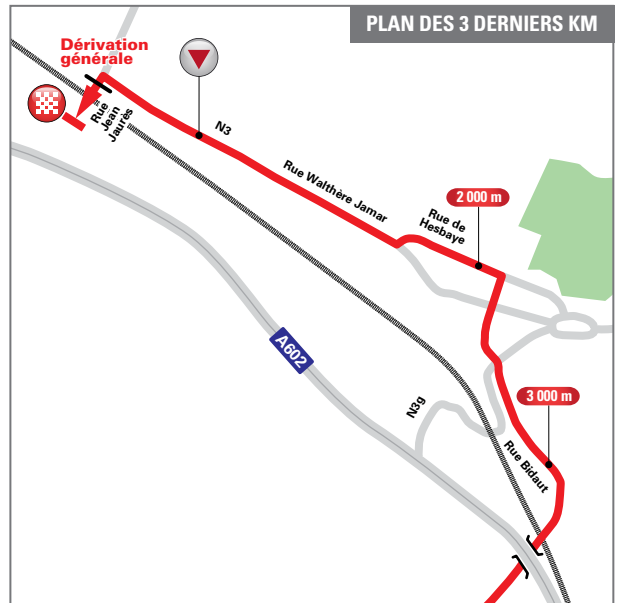 PLAN DES 3 DERNIERS KM
Dérivation
générale
Rue
Jean
Jaurès
N3
Rue Walthère Jamar
2 000 m
Rue de
Hesbaye
A602
N3g
3 000 m
Rue Bidaut